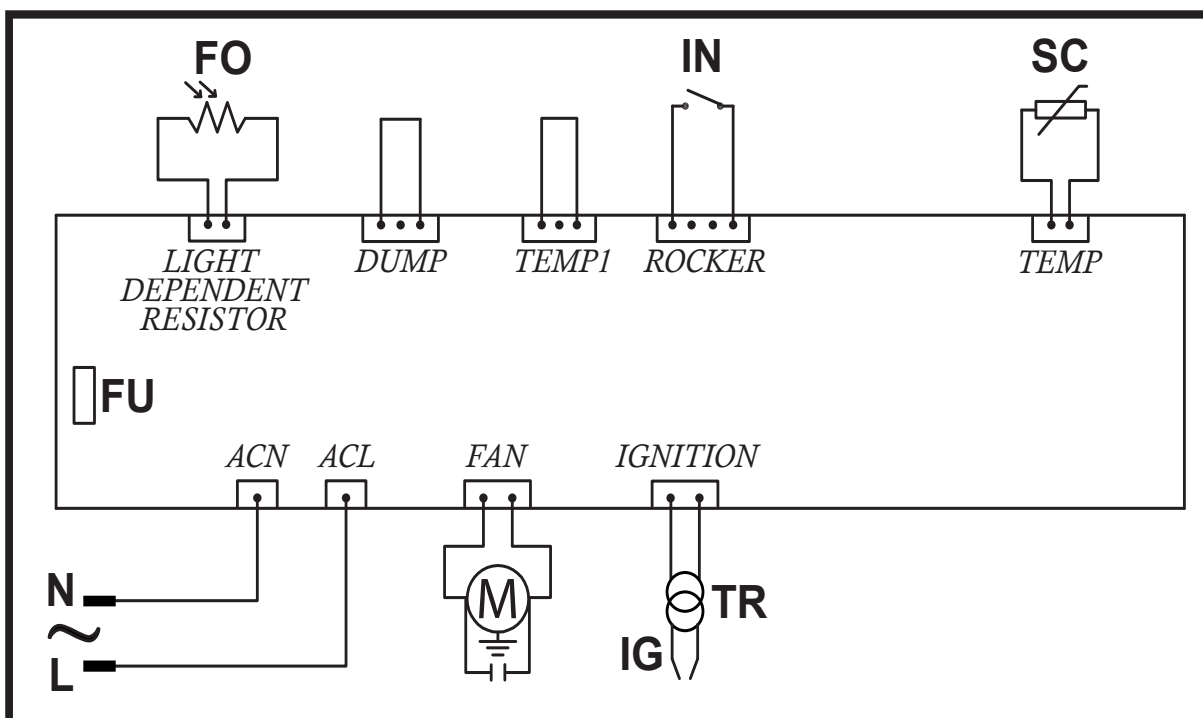 FO
IN
SC
LIGHT
DEPENDENT
RESISTOR
DUMP
TEMP1
ROCKER
TEMP
FU
ACN
ACL
FAN
IGNITION
N
~
L
M
TR
IG